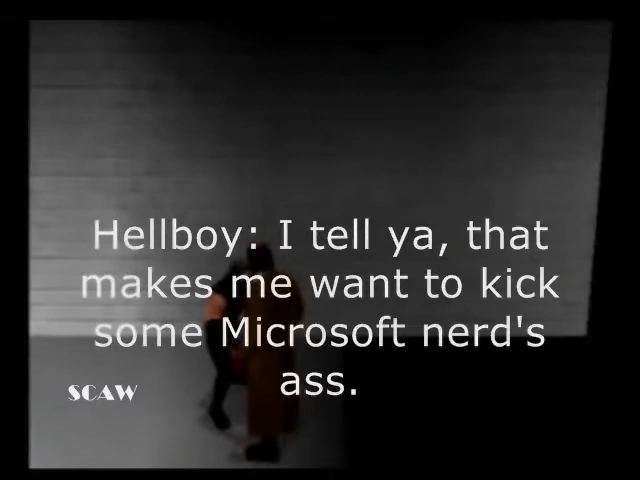 Hellboy: I tell ya, that
makes me want to kick
some Microsoft nerd's
ass.
SCAW